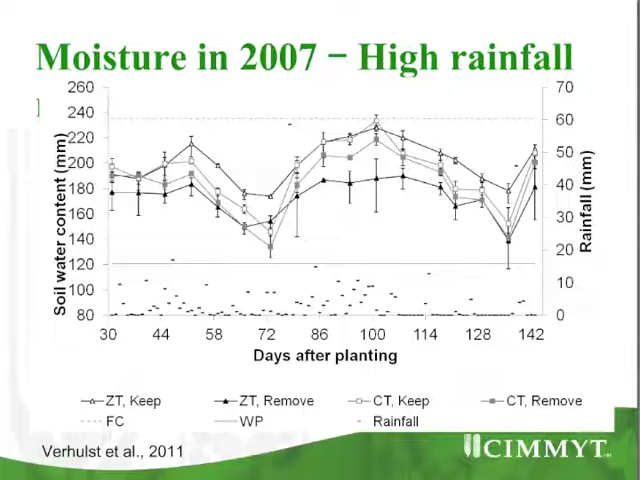 Moisture in 2007 – High rainfall
260 70
240 60
220 50
200 40
180 30
160 20
140 10
120 0
100
80
Soil water content (mm)
Rainfall (mm)
30 44 58 72 86 100 114 128 142
Days after planting
ZT, Keep ZT, Remove CT, Keep CT, Remove
FC WP Rainfall
Verhulst et al., 2011
CIMMYT